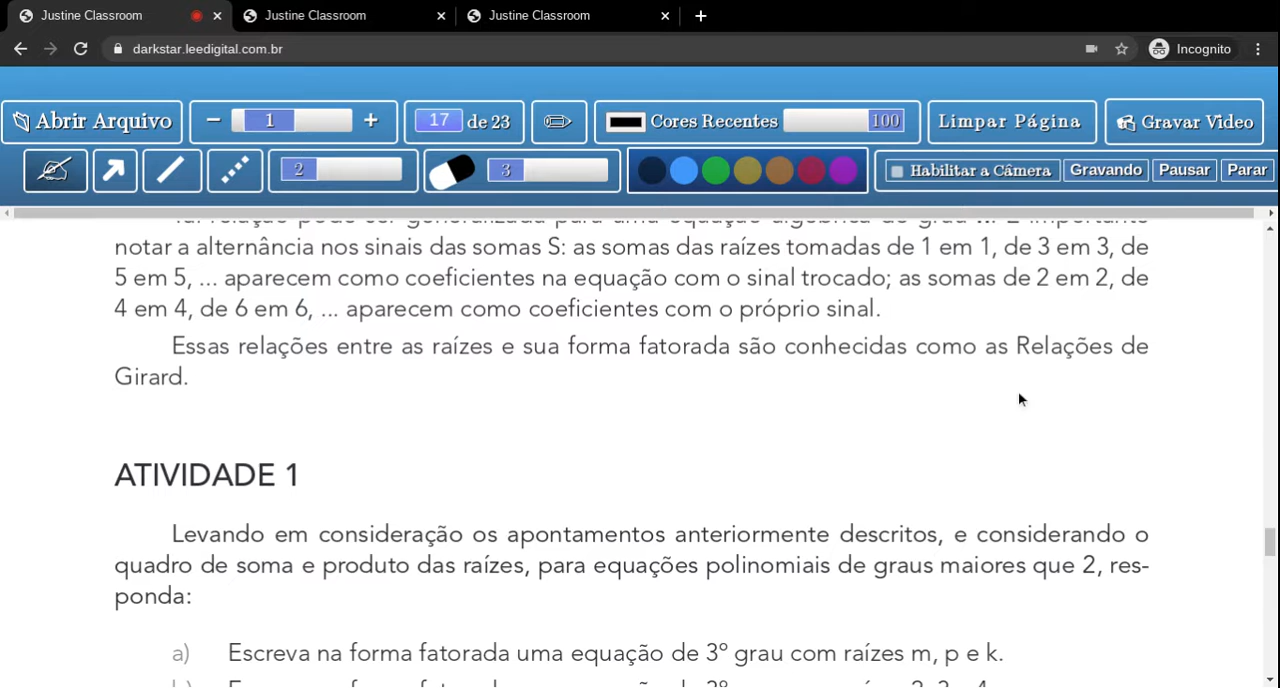 Justine Classroom
Justine Classroom
Justine Classroom
darkstar.leedigital.com.br
Incognito
Abrir Arquivo
− 1 +
17 de 23
Cores Recentes 100
Limpar Página
Gravar Video
2
3
Habilitar a Câmera
Gravando
Pausar
Parar
notar a alternância nos sinais das somas S: as somas das raízes tomadas de 1 em 1, de 3 em 3, de
5 em 5, ... aparecem como coeficientes na equação com o sinal trocado; as somas de 2 em 2, de
4 em 4, de 6 em 6, ... aparecem como coeficientes com o próprio sinal.
Essas relações entre as raízes e sua forma fatorada são conhecidas como as Relações de
Girard.
ATIVIDADE 1
Levando em consideração os apontamentos anteriormente descritos, e considerando o
quadro de soma e produto das raízes, para equações polinomiais de graus maiores que 2, res-
ponda:
a) Escreva na forma fatorada uma equação de 3º grau com raízes m, p e k.